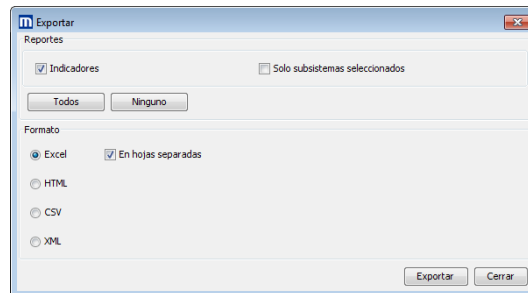 m Exportar
Reportes
Indicadores
Solo subsistemas seleccionados
Todos
Ninguno
Formato
Excel
En hojas separadas
HTML
CSV
XML
Exportar
Cerrar